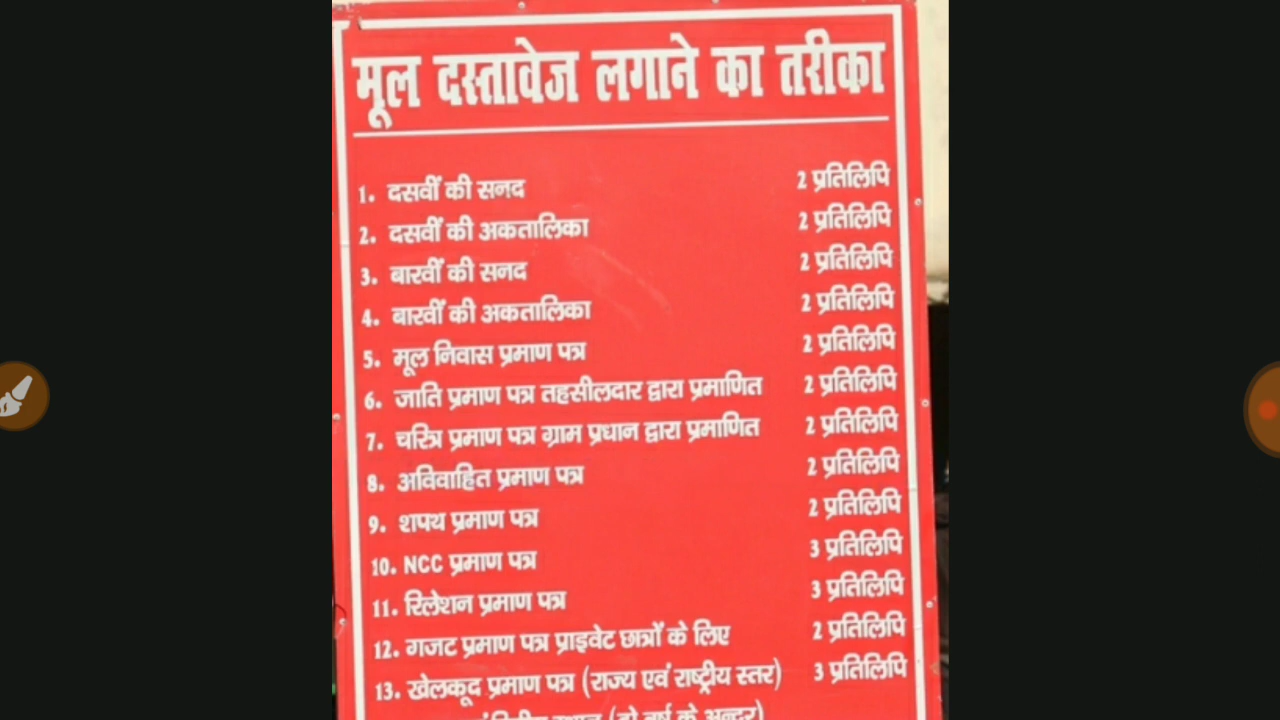 मूल दस्तावेज लगाने का तरीका
1. दसवीं की सनद 2 प्रतिलिपि
2. दसवीं की अकतालिका 2 प्रतिलिपि
3. बारवीं की सनद 2 प्रतिलिपि
4. बारवीं की अकतालिका 2 प्रतिलिपि
5. मूल निवास प्रमाण पत्र 2 प्रतिलिपि
6. जाति प्रमाण पत्र तहसीलदार द्वारा प्रमाणित 2 प्रतिलिपि
7. चरित्र प्रमाण पत्र ग्राम प्रधान द्वारा प्रमाणित 2 प्रतिलिपि
8. अविवाहित प्रमाण पत्र 2 प्रतिलिपि
9. शपथ प्रमाण पत्र 2 प्रतिलिपि
10. NCC प्रमाण पत्र 3 प्रतिलिपि
11. रिलेशन प्रमाण पत्र 3 प्रतिलिपि
12. गजट प्रमाण पत्र प्राइवेट छात्रों के लिए 2 प्रतिलिपि
13. खेलकूद प्रमाण पत्र (राज्य एवं राष्ट्रीय स्तर) 3 प्रतिलिपि
स्थान (दो वर्ष के अन्दर)